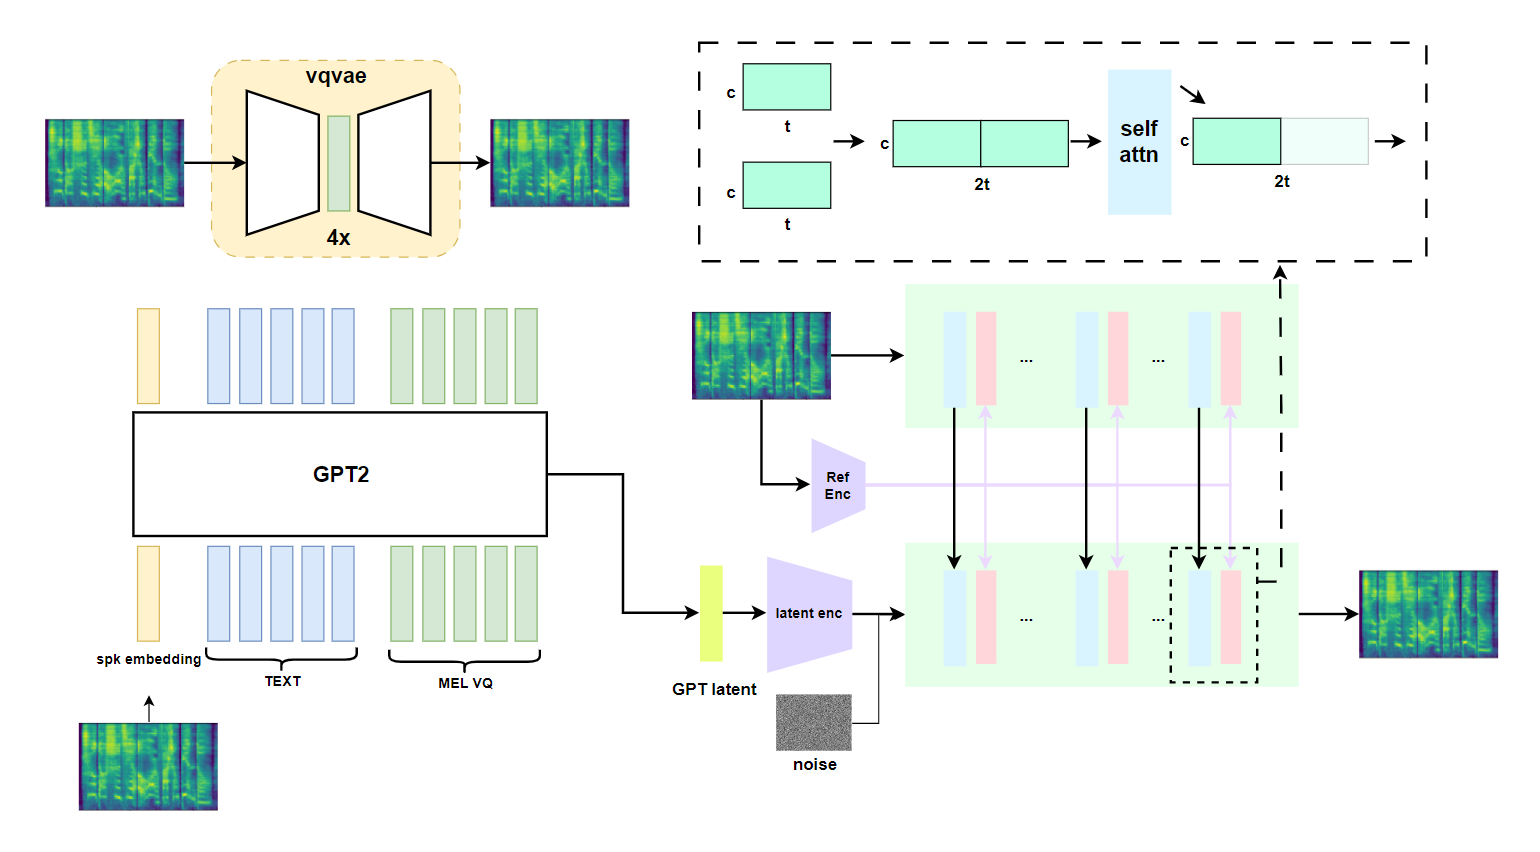 vqvae
4x
c
t
c
t
c
2t
self
attn
c
2t
GPT2
spk embedding
TEXT
MEL VQ
Ref
Enc
...
...
latent enc
GPT latent
noise
...
...